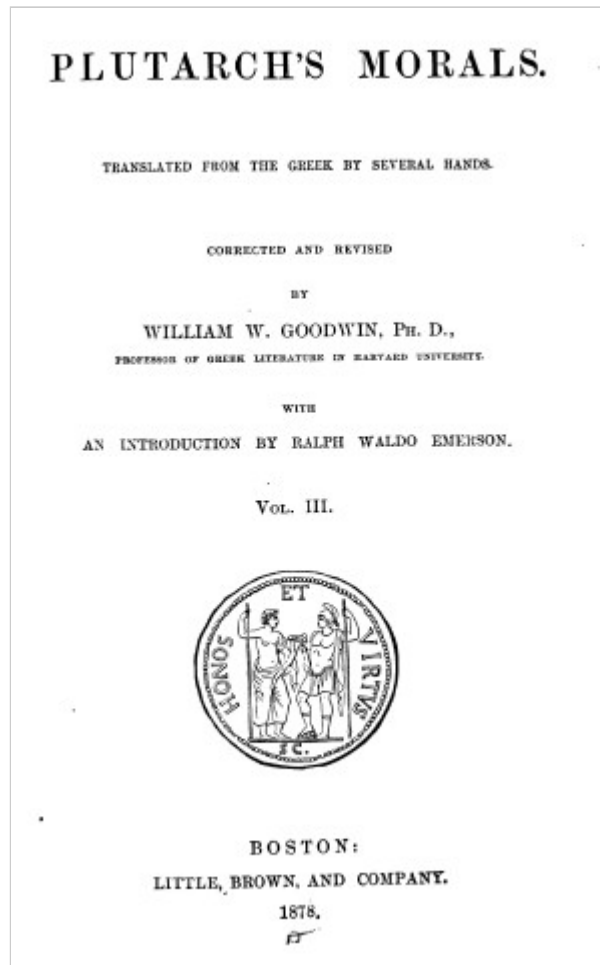 PLUTARCH'S MORALS.
TRANSLATED FROM THE GREEK BY SEVERAL HANDS.
CORRECTED AND REVISED
BY
WILLIAM W. GOODWIN, PH. D.,
PROFESSOR OF GREEK LITERATURE IN HARVARD UNIVERSITY.
WITH
AN INTRODUCTION BY RALPH WALDO EMERSON.
VOL. III.
HONOS ET VIRTVS
S C.
BOSTON:
LITTLE, BROWN, AND COMPANY.
1878.